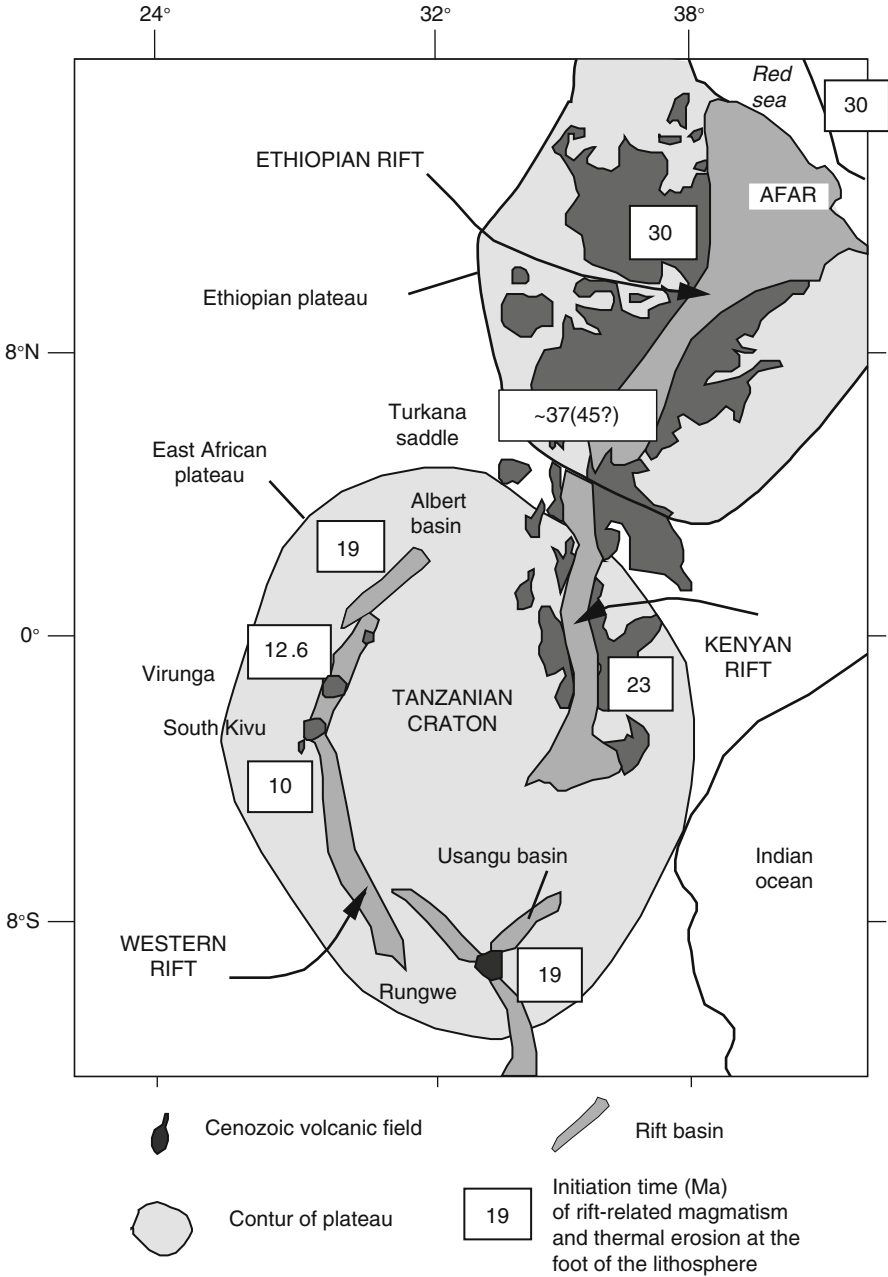 24°
32°
38°
Red
sea
30
ETHIOPIAN RIFT
AFAR
30
Ethiopian plateau
8°N
~37(45?)
Turkana
saddle
East African
plateau
Albert
basin
19
0°
12.6
KENYAN
RIFT
Virunga
TANZANIAN
CRATON
23
South Kivu
10
Usangu basin
Indian
ocean
8°S
WESTERN
RIFT
19
Rungwe
Cenozoic volcanic field
Rift basin
Contur of plateau
19
Initiation time (Ma)
of rift-related magmatism
and thermal erosion at the
foot of the lithosphere